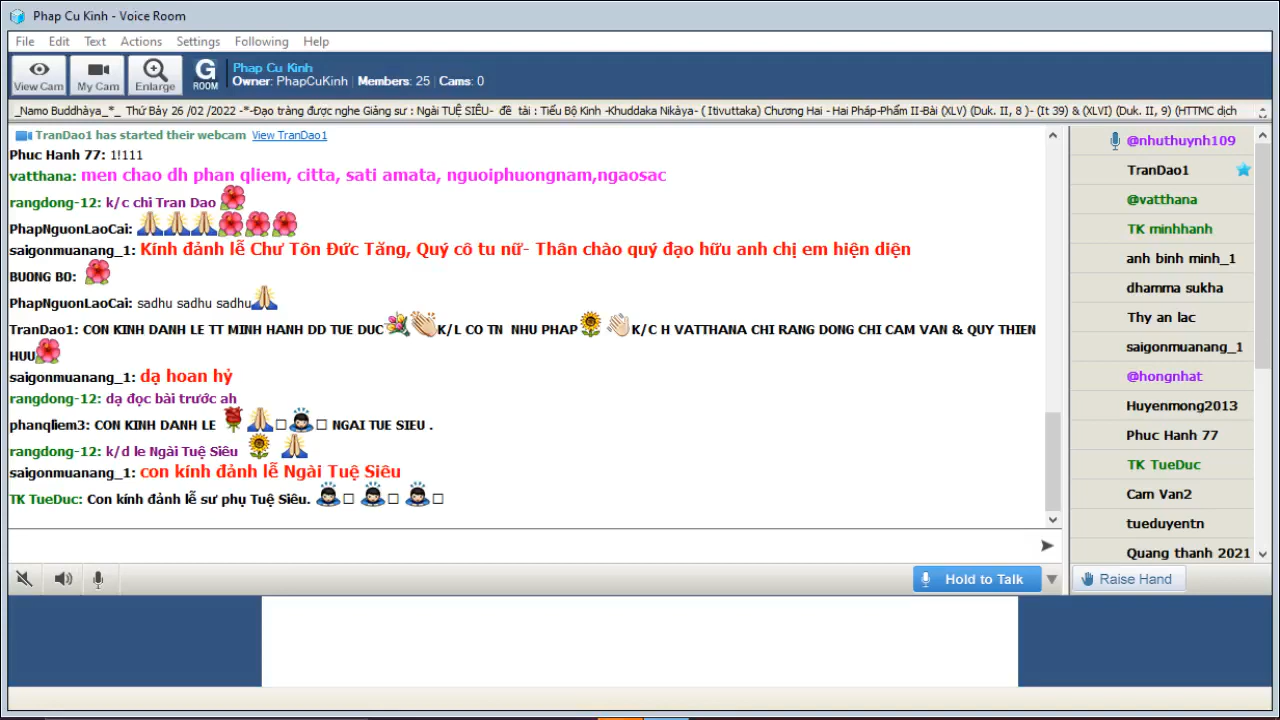 Phap Cu Kinh - Voice Room
File Edit Text Actions Settings Following Help
View Cam My Cam Enlarge G ROOM
Phap Cu Kinh
Owner: PhapCuKinh | Members: 25 | Cams: 0
_Namo Buddhàya_*_ Thứ Bảy 26 /02 /2022 -*-Đạo tràng được nghe Giảng sư : Ngài TUỆ SIÊU- đề tài : Tiểu Bộ Kinh -Khuddaka Nikàya- ( Itivuttaka) Chương Hai - Hai Pháp-Phẩm II-Bài (XLV) (Duk. II, 8 )- (It 39) & (XLVI) (Duk. II, 9) (HTTMC dịch
TranDao1 has started their webcam View TranDao1
Phuc Hanh 77: 1!111
vatthana: men chao dh phan qliem, citta, sati amata, nguoiphuongnam,ngaosac
rangdong-12: k/c chi Tran Dao
PhapNguonLaoCai:
saigonmuanang_1: Kính đảnh lễ Chư Tôn Đức Tăng, Quý cô tu nữ- Thân chào quý đạo hữu anh chị em hiện diện
BUONG BO:
PhapNguonLaoCai: sadhu sadhu sadhu
TranDao1: CON KINH DANH LE TT MINH HANH DD TUE DUC K/L CO TN NHU PHAP K/C H VATTHANA CHI RANG DONG CHI CAM VAN & QUY THIEN
HUU
saigonmuanang_1: dạ hoan hỷ
rangdong-12: dạ đọc bài trước ah
phanqliem3: CON KINH DANH LE NGAI TUE SIEU .
rangdong-12: k/d le Ngài Tuệ Siêu
saigonmuanang_1: con kính đảnh lễ Ngài Tuệ Siêu
TK TueDuc: Con kính đảnh lễ sư phụ Tuệ Siêu.
Hold to Talk
@nhuthuynh109
TranDao1
@vatthana
TK minhhanh
anh binh minh_1
dhamma sukha
Thy an lac
saigonmuanang_1
@hongnhat
Huyenmong2013
Phuc Hanh 77
TK TueDuc
Cam Van2
tueduyentn
Quang thanh 2021
Raise Hand